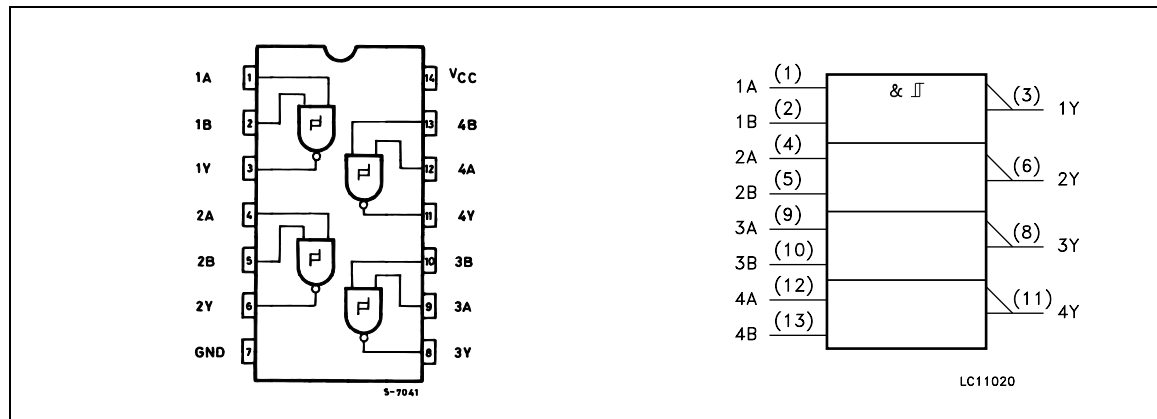 1A 1 14 VCC
1B 2 13 4B
1Y 3 12 4A
2A 4 11 4Y
2B 5 10 3B
2Y 6 9 3A
GND 7 8 3Y
S-7041
& 
1A (1)
1B (2)
2A (4)
2B (5)
3A (9)
3B (10)
4A (12)
4B (13)
(3) 1Y
(6) 2Y
(8) 3Y
(11) 4Y
LC11020